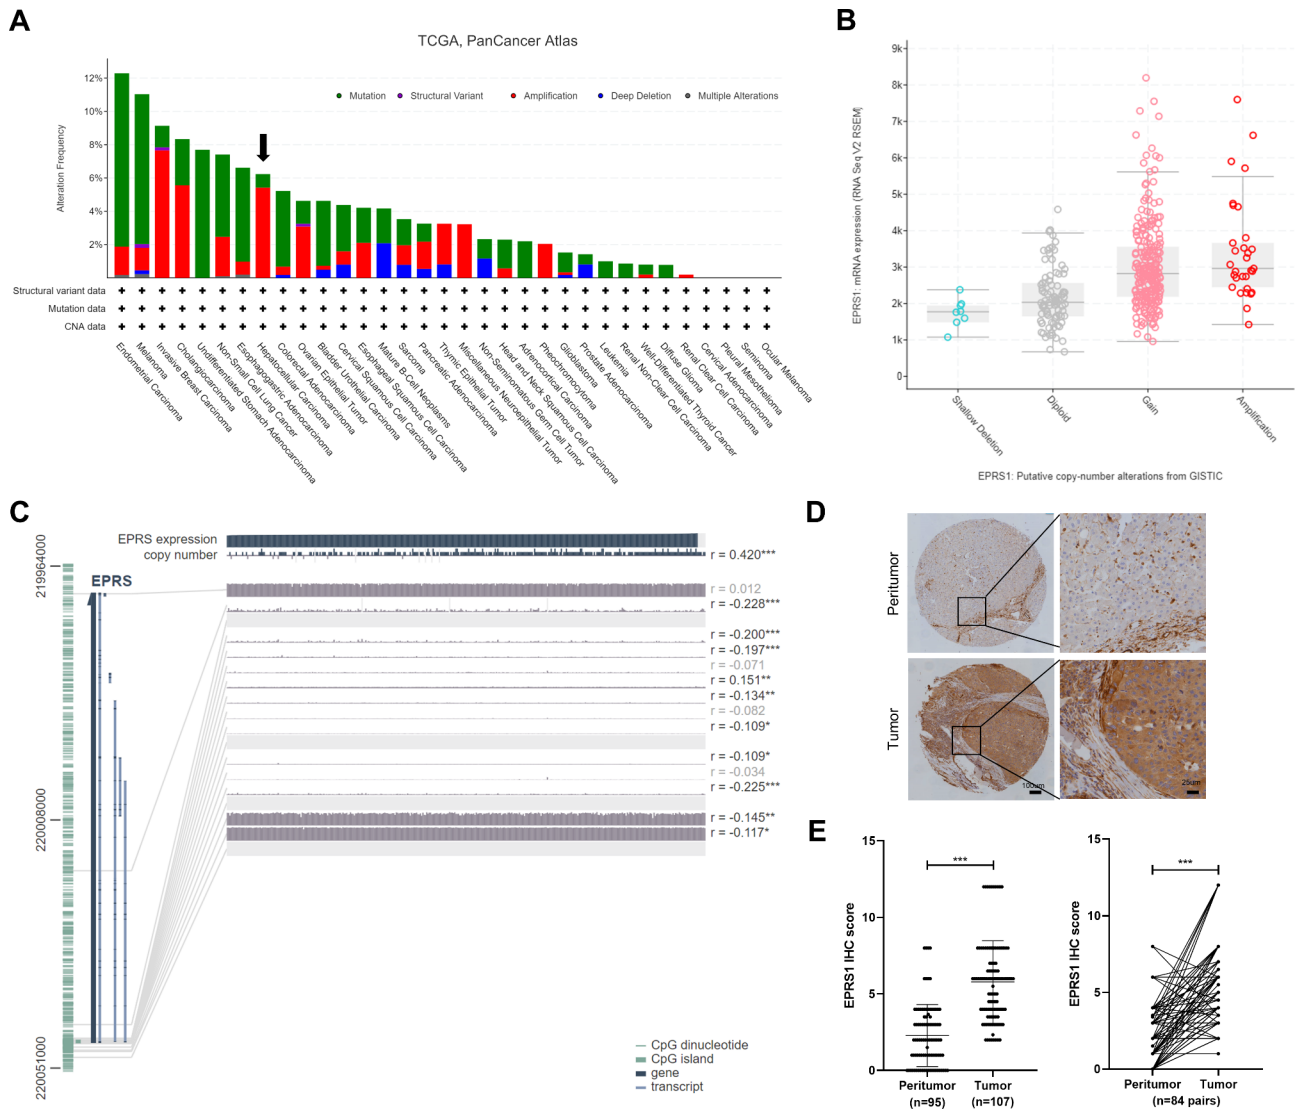 A
TCGA, PanCancer Atlas
Mutation
Structural Variant
Amplification
Deep Deletion
Multiple Alterations
Alteration Frequency
12%
10%
8%
6%
4%
2%
Structural variant data
Mutation data
CNA data
Endometrial Carcinoma
Melanoma
Invasive Breast Carcinoma
Cholangiocarcinoma
Undifferentiated Stomach Adenocarcinoma
Non-Small Cell Lung Cancer
Esophagogastric Adenocarcinoma
Hepatocellular Carcinoma
Colorectal Adenocarcinoma
Ovarian Epithelial Tumor
Bladder Urothelial Carcinoma
Cervical Squamous Cell Carcinoma
Esophageal Squamous Cell Carcinoma
Mature B-Cell Neoplasms
Sarcoma
Pancreatic Adenocarcinoma
Thymic Epithelial Tumor
Miscellaneous Neuroepithelial Tumor
Non-Seminomatous Germ Cell Tumor
Head and Neck Squamous Cell Carcinoma
Adrenocortical Carcinoma
Pheochromocytoma
Glioblastoma
Prostate Adenocarcinoma
Leukemia
Renal Non-Clear Cell Carcinoma
Well-Differentiated Thyroid Cancer
Diffuse Glioma
Renal Clear Cell Carcinoma
Cervical Adenocarcinoma
Pleural Mesothelioma
Seminoma
Ocular Melanoma
B
EPRS1: mRNA expression (RNA Seq V2 RSEM)
9k
8k
7k
6k
5k
4k
3k
2k
1k
0
Shallow Deletion
Diploid
Gain
Amplification
EPRS1: Putative copy-number alterations from GISTIC
C
EPRS expression
copy number
r = 0.420***
EPRS
219964000
220008000
220051000
r = 0.012
r = -0.228***
r = -0.200***
r = -0.197***
r = -0.071
r = 0.151**
r = -0.134**
r = -0.082
r = -0.109*
r = -0.109*
r = -0.034
r = -0.225***
r = -0.145**
r = -0.117*
CpG dinucleotide
CpG island
gene
transcript
D
Peritumor
Tumor
100um
25um
E
EPRS1 IHC score
15
10
5
0
***
Peritumor
(n=95)
Tumor
(n=107)
EPRS1 IHC score
15
10
5
0
***
Peritumor
Tumor
(n=84 pairs)